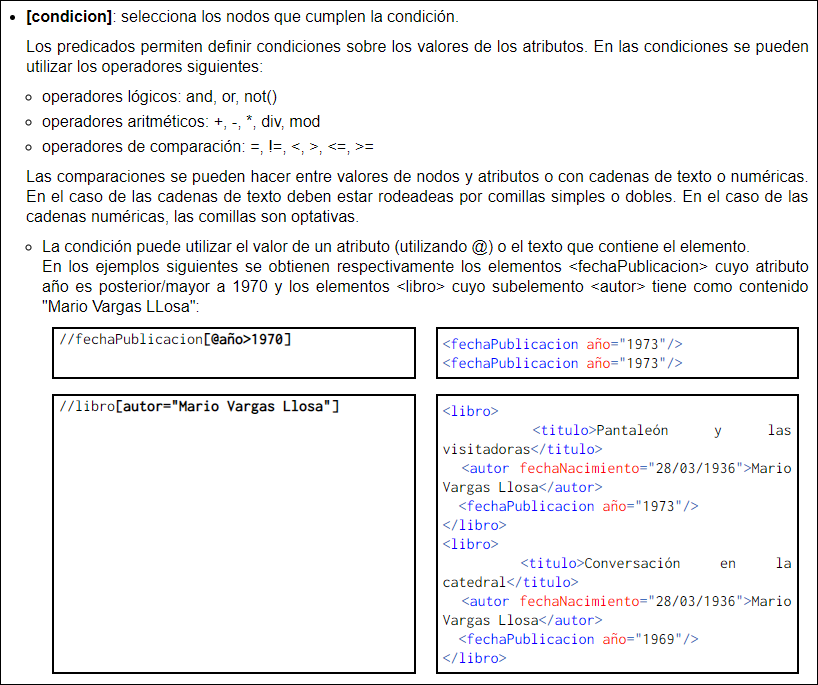 [condicion]: selecciona los nodos que cumplen la condición.
Los predicados permiten definir condiciones sobre los valores de los atributos. En las condiciones se pueden
utilizar los operadores siguientes:
operadores lógicos: and, or, not()
operadores aritméticos: +, -, *, div, mod
operadores de comparación: =, !=, <, >, <=, >=
Las comparaciones se pueden hacer entre valores de nodos y atributos o con cadenas de texto o numéricas.
En el caso de las cadenas de texto deben estar rodeadeas por comillas simples o dobles. En el caso de las
cadenas numéricas, las comillas son optativas.
La condición puede utilizar el valor de un atributo (utilizando @) o el texto que contiene el elemento.
En los ejemplos siguientes se obtienen respectivamente los elementos <fechaPublicacion> cuyo atributo
año es posterior/mayor a 1970 y los elementos <libro> cuyo subelemento <autor> tiene como contenido
"Mario Vargas LLosa":
//fechaPublicacion[@año>1970]
<fechaPublicacion año="1973"/>
<fechaPublicacion año="1973"/>
//libro[autor="Mario Vargas Llosa"]
<libro>
<titulo>Pantaleón y las
visitadoras</titulo>
<autor fechaNacimiento="28/03/1936">Mario
Vargas Llosa</autor>
<fechaPublicacion año="1973"/>
</libro>
<libro>
<titulo>Conversación en la
catedral</titulo>
<autor fechaNacimiento="28/03/1936">Mario
Vargas Llosa</autor>
<fechaPublicacion año="1969"/>
</libro>